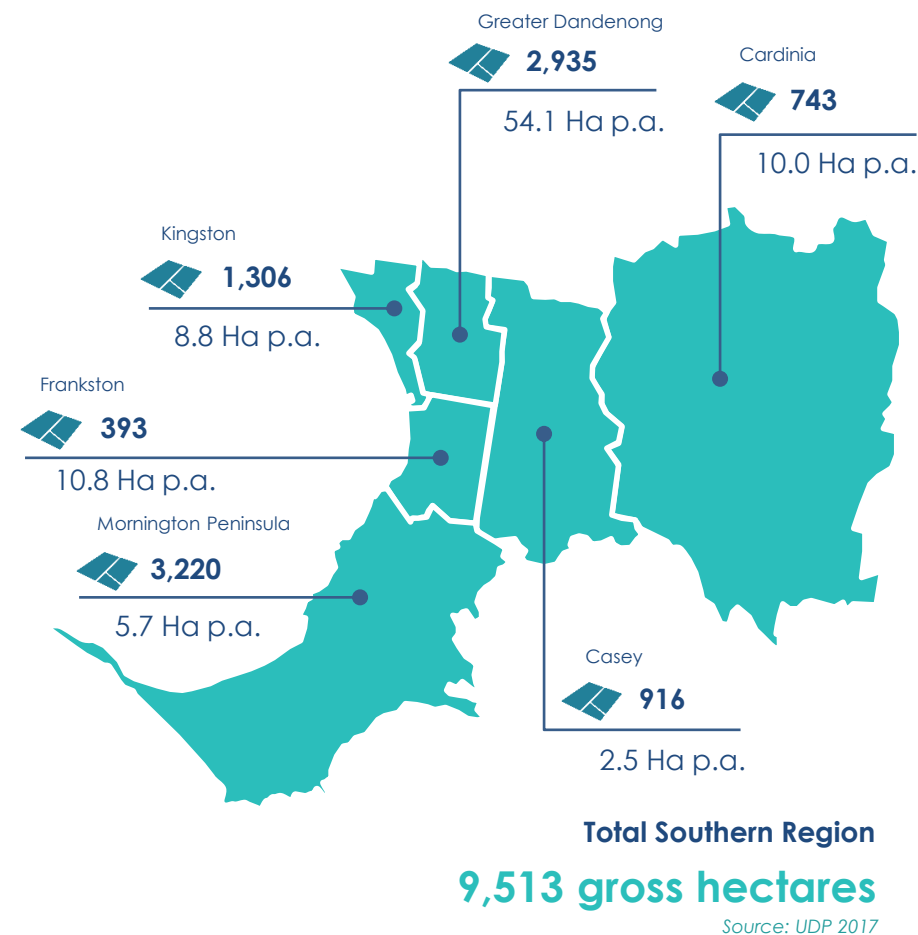 Greater Dandenong
2,935
54.1 Ha p.a.
Cardinia
743
10.0 Ha p.a.
Kingston
1,306
8.8 Ha p.a.
Frankston
393
10.8 Ha p.a.
Mornington Peninsula
3,220
5.7 Ha p.a.
Casey
916
2.5 Ha p.a.
Total Southern Region
9,513 gross hectares
Source: UDP 2017